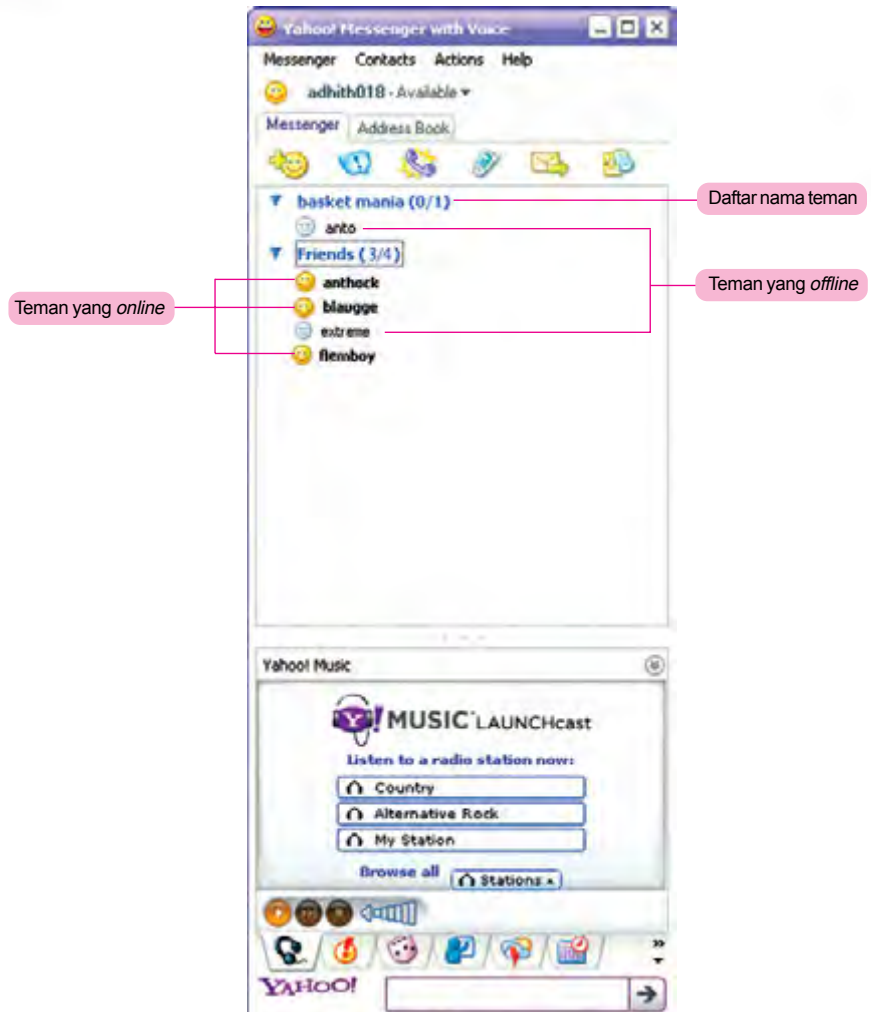 Yahoo! Messenger with Voice
Messenger Contacts Actions Help
adhith018 - Available
Messenger Address Book
basket mania (0/1)
Daftar nama teman
anto
Friends (3/4)
anthock
Teman yang offline
Teman yang online
blaugge
extreme
flemboy
Yahoo! Music
Y! MUSIC LAUNCHcast
Listen to a radio station now:
Country
Alternative Rock
My Station
Browse all Stations
YAHOO!